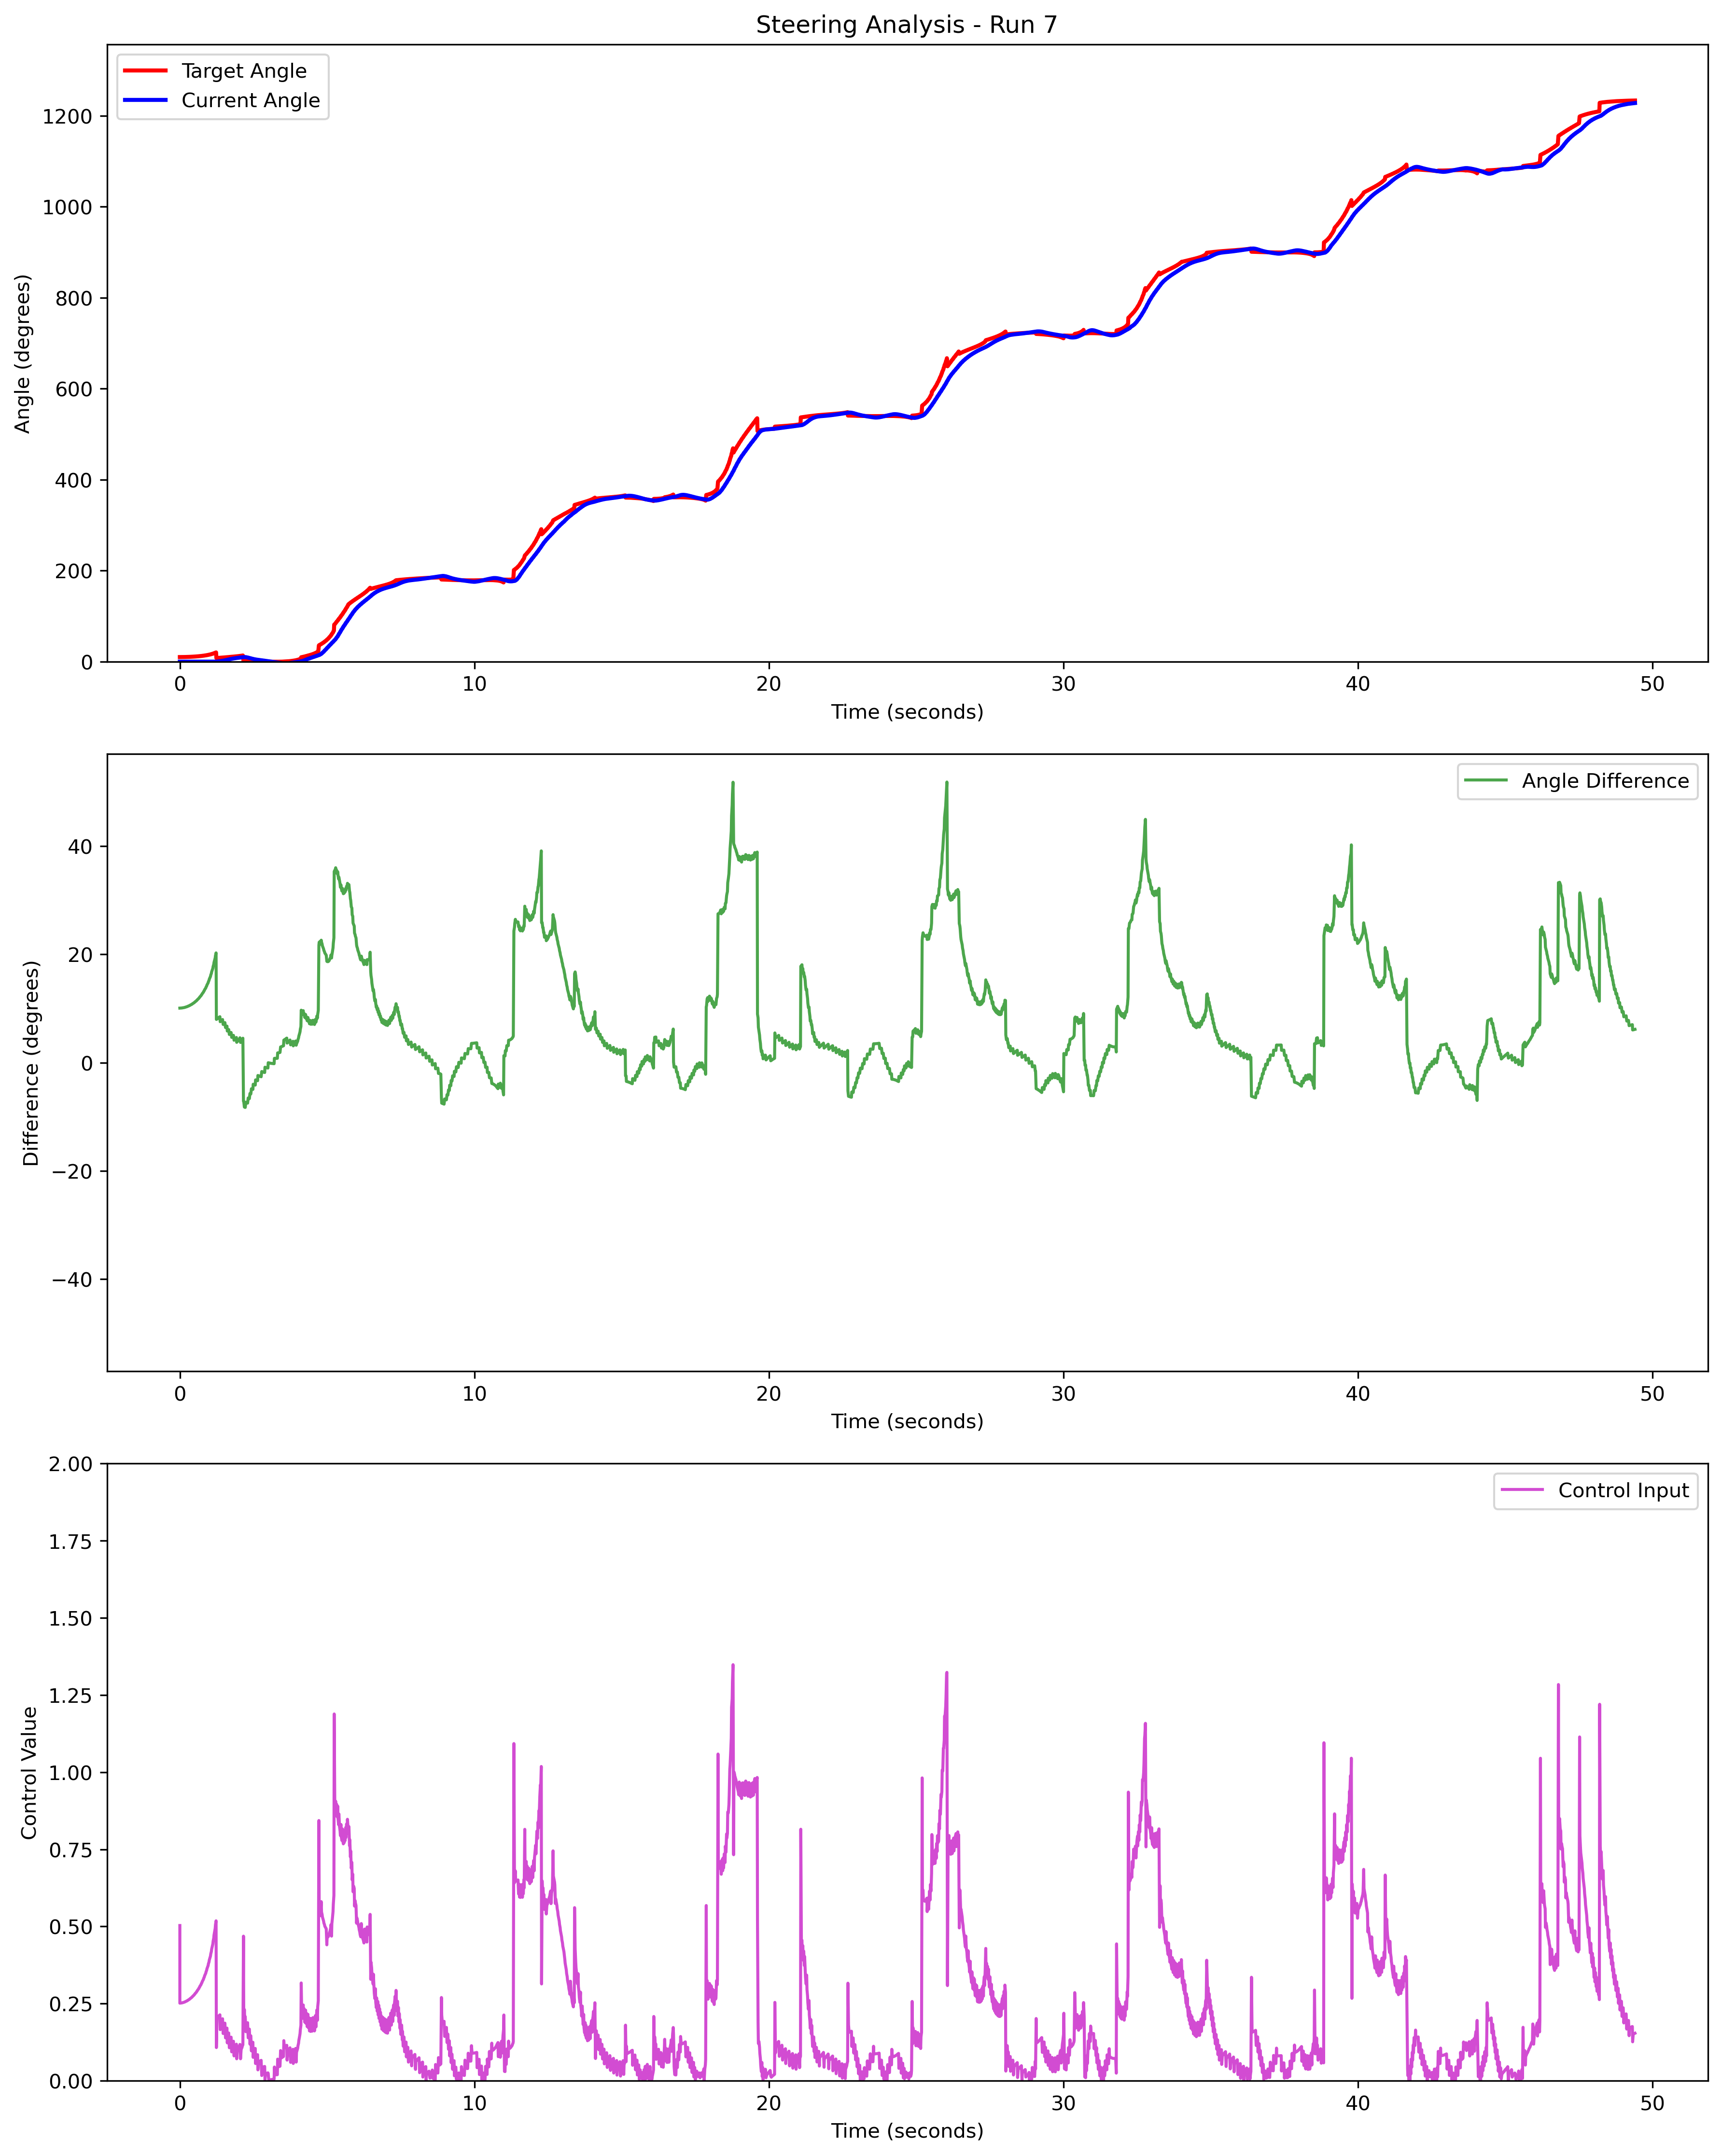 Steering Analysis - Run 7
Target Angle
Current Angle
Angle (degrees)
1200
1000
800
600
400
200
0
0 10 20 30 40 50
Time (seconds)
Angle Difference
Difference (degrees)
40
20
0
−20
−40
0 10 20 30 40 50
Time (seconds)
Control Input
Control Value
2.00
1.75
1.50
1.25
1.00
0.75
0.50
0.25
0.00
0 10 20 30 40 50
Time (seconds)